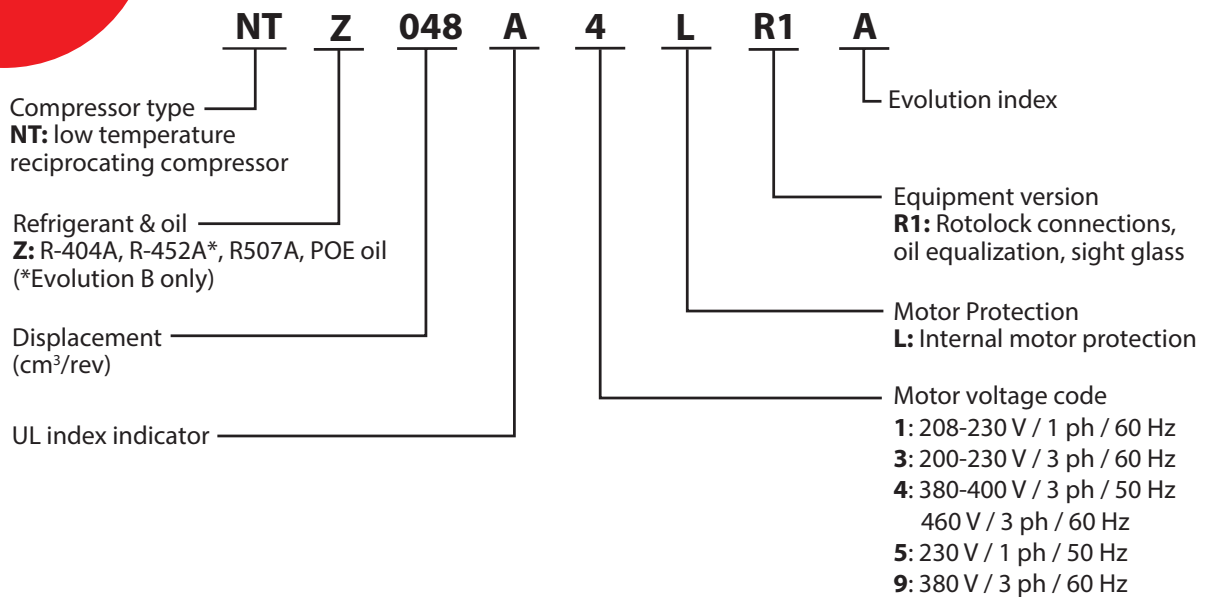 NT Z 048 A 4 L R1 A
Compressor type
NT: low temperature
reciprocating compressor
Refrigerant & oil
Z: R-404A, R-452A*, R507A, POE oil
(*Evolution B only)
Displacement
(cm³/rev)
UL index indicator
Evolution index
Equipment version
R1: Rotolock connections,
oil equalization, sight glass
Motor Protection
L: Internal motor protection
Motor voltage code
1: 208-230 V / 1 ph / 60 Hz
3: 200-230 V / 3 ph / 60 Hz
4: 380-400 V / 3 ph / 50 Hz
460 V / 3 ph / 60 Hz
5: 230 V / 1 ph / 50 Hz
9: 380 V / 3 ph / 60 Hz